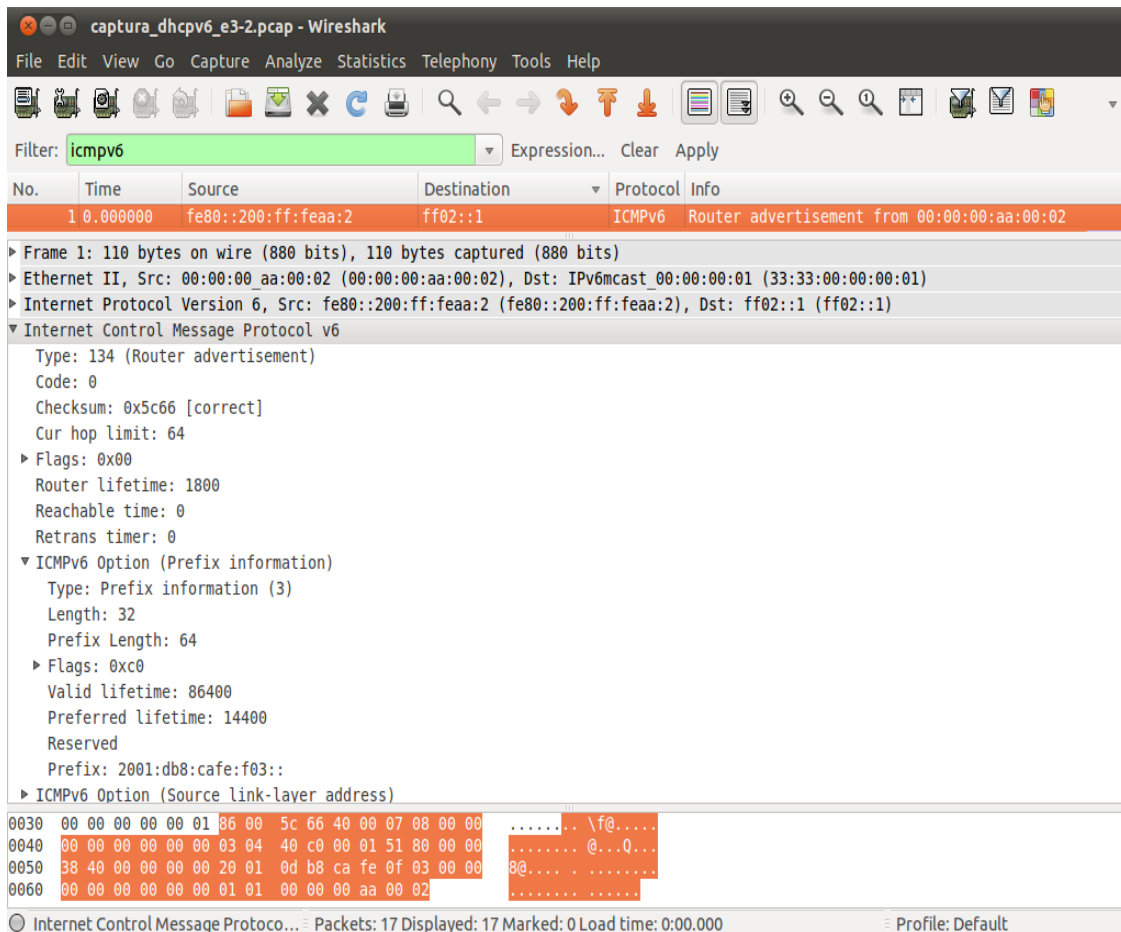 captura_dhcpv6_e3-2.pcap - Wireshark
File Edit View Go Capture Analyze Statistics Telephony Tools Help
Filter: icmpv6 Expression... Clear Apply
No. Time Source Destination Protocol Info
1 0.000000 fe80::200:ff:feaa:2 ff02::1 ICMPv6 Router advertisement from 00:00:00:aa:00:02
Frame 1: 110 bytes on wire (880 bits), 110 bytes captured (880 bits)
Ethernet II, Src: 00:00:00_aa:00:02 (00:00:00:aa:00:02), Dst: IPv6mcast_00:00:00:01 (33:33:00:00:00:01)
Internet Protocol Version 6, Src: fe80::200:ff:feaa:2 (fe80::200:ff:feaa:2), Dst: ff02::1 (ff02::1)
Internet Control Message Protocol v6
Type: 134 (Router advertisement)
Code: 0
Checksum: 0x5c66 [correct]
Cur hop limit: 64
Flags: 0x00
Router lifetime: 1800
Reachable time: 0
Retrans timer: 0
ICMPv6 Option (Prefix information)
Type: Prefix information (3)
Length: 32
Prefix Length: 64
Flags: 0xc0
Valid lifetime: 86400
Preferred lifetime: 14400
Reserved
Prefix: 2001:db8:cafe:f03::
ICMPv6 Option (Source link-layer address)
0030 00 00 00 00 00 01 86 00 5c 66 40 00 07 08 00 00 ........ \f@.....
0040 00 00 00 00 00 00 03 04 40 c0 00 01 51 80 00 00 ........ @...Q...
0050 38 40 00 00 00 00 20 01 0d b8 ca fe 0f 03 00 00 8@.... . ........
0060 00 00 00 00 00 00 01 01 00 00 00 aa 00 02 ........ ......
Internet Control Message Protoco... Packets: 17 Displayed: 17 Marked: 0 Load time: 0:00.000 Profile: Default